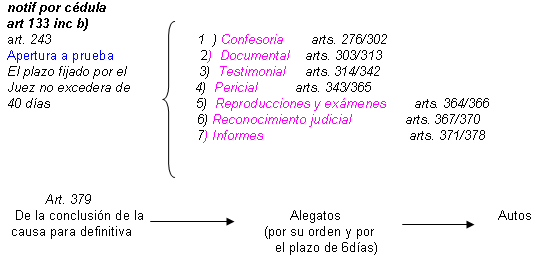 notif por cédula
art 133 inc b)
art. 243
Apertura a prueba
El plazo fijado por el
Juez no excedera de
40 días
1 ) Confesoria arts. 276/302
2) Documental arts. 303/313
3) Testimonial arts. 314/342
4) Pericial arts. 343/365
5) Reproducciones y exámenes arts. 364/366
6) Reconocimiento judicial arts. 367/370
7) Informes arts. 371/378
Art. 379
De la conclusión de la
causa para definitiva
Alegatos
(por su orden y por
el plazo de 6días)
Autos